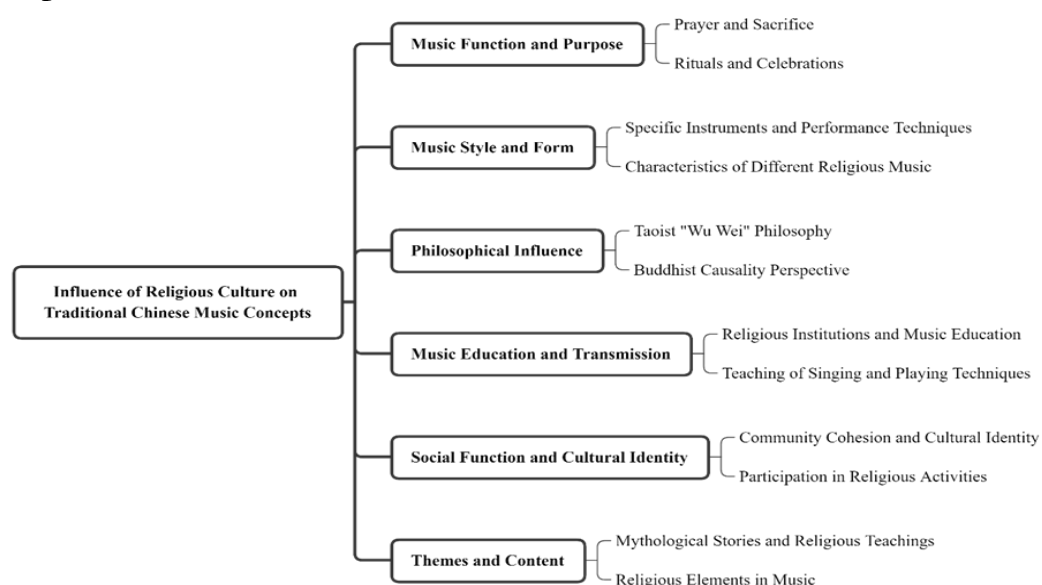 Influence of Religious Culture on
Traditional Chinese Music Concepts
Music Function and Purpose
Prayer and Sacrifice
Rituals and Celebrations
Music Style and Form
Specific Instruments and Performance Techniques
Characteristics of Different Religious Music
Philosophical Influence
Taoist "Wu Wei" Philosophy
Buddhist Causality Perspective
Music Education and Transmission
Religious Institutions and Music Education
Teaching of Singing and Playing Techniques
Social Function and Cultural Identity
Community Cohesion and Cultural Identity
Participation in Religious Activities
Themes and Content
Mythological Stories and Religious Teachings
Religious Elements in Music